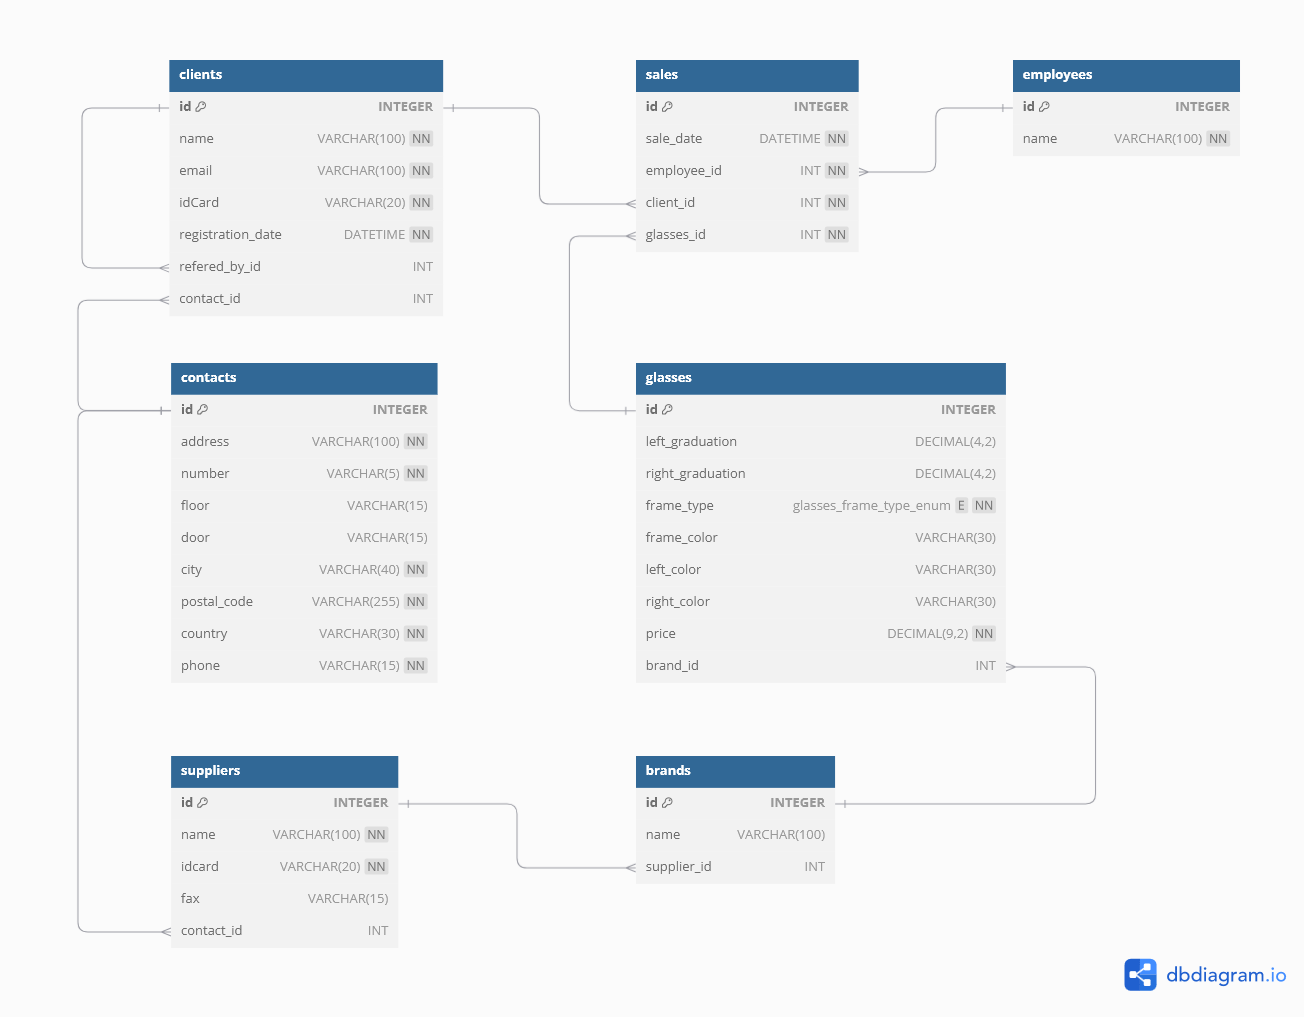 clients
id INTEGER
name VARCHAR(100) NN
email VARCHAR(100) NN
idCard VARCHAR(20) NN
registration_date DATETIME NN
refered_by_id INT
contact_id INT
sales
id INTEGER
sale_date DATETIME NN
employee_id INT NN
client_id INT NN
glasses_id INT NN
employees
id INTEGER
name VARCHAR(100) NN
contacts
id INTEGER
address VARCHAR(100) NN
number VARCHAR(5) NN
floor VARCHAR(15)
door VARCHAR(15)
city VARCHAR(40) NN
postal_code VARCHAR(255) NN
country VARCHAR(30) NN
phone VARCHAR(15) NN
glasses
id INTEGER
left_graduation DECIMAL(4,2)
right_graduation DECIMAL(4,2)
frame_type glasses_frame_type_enum E NN
frame_color VARCHAR(30)
left_color VARCHAR(30)
right_color VARCHAR(30)
price DECIMAL(9,2) NN
brand_id INT
suppliers
id INTEGER
name VARCHAR(100) NN
idcard VARCHAR(20) NN
fax VARCHAR(15)
contact_id INT
brands
id INTEGER
name VARCHAR(100)
supplier_id INT
dbdiagram.io